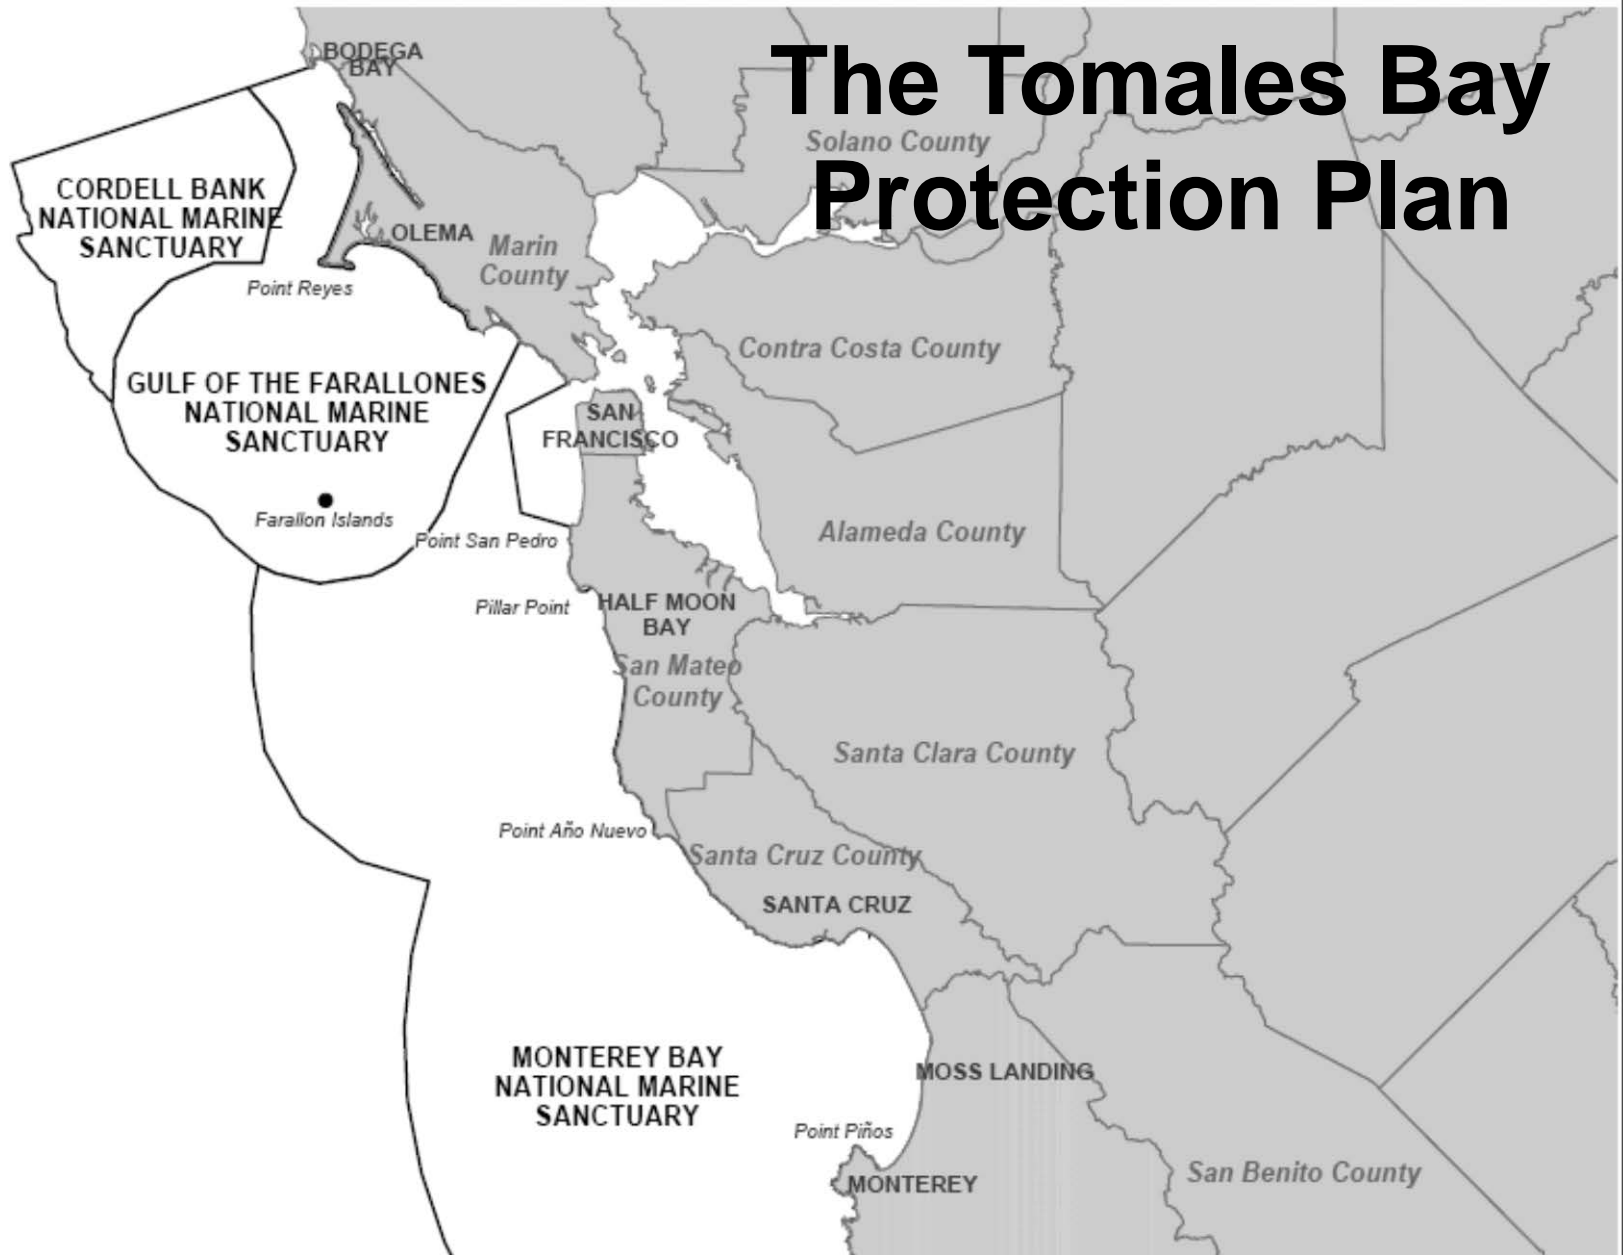 The Tomales Bay
Protection Plan
BODEGA
BAY
Solano County
CORDELL BANK
NATIONAL MARINE
SANCTUARY
OLEMA
Marin
County
Point Reyes
Contra Costa County
GULF OF THE FARALLONES
NATIONAL MARINE
SANCTUARY
SAN
FRANCISCO
Farallon Islands
Point San Pedro
Alameda County
Pillar Point
HALF MOON
BAY
San Mateo
County
Santa Clara County
Point Año Nuevo
Santa Cruz County
SANTA CRUZ
MONTEREY BAY
NATIONAL MARINE
SANCTUARY
MOSS LANDING
Point Piños
MONTEREY
San Benito County